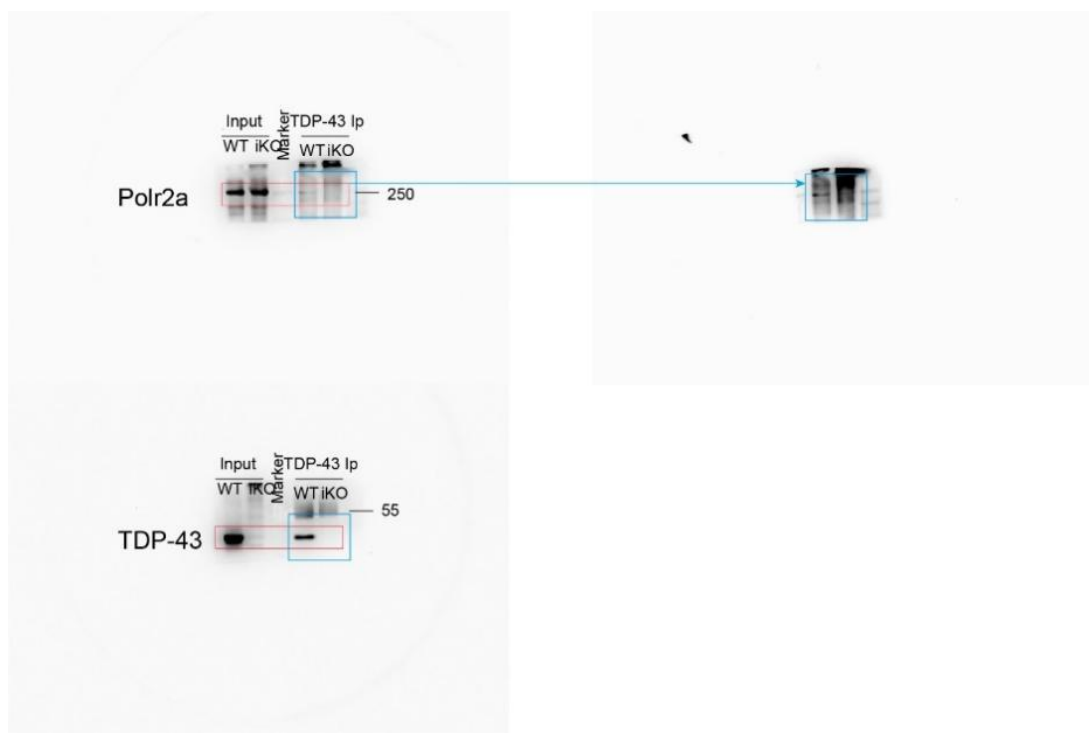 Input Marker TDP-43 Ip
WT iKO WT iKO
Polr2a 250
Input Marker TDP-43 Ip
WT iKO WT iKO
55
TDP-43